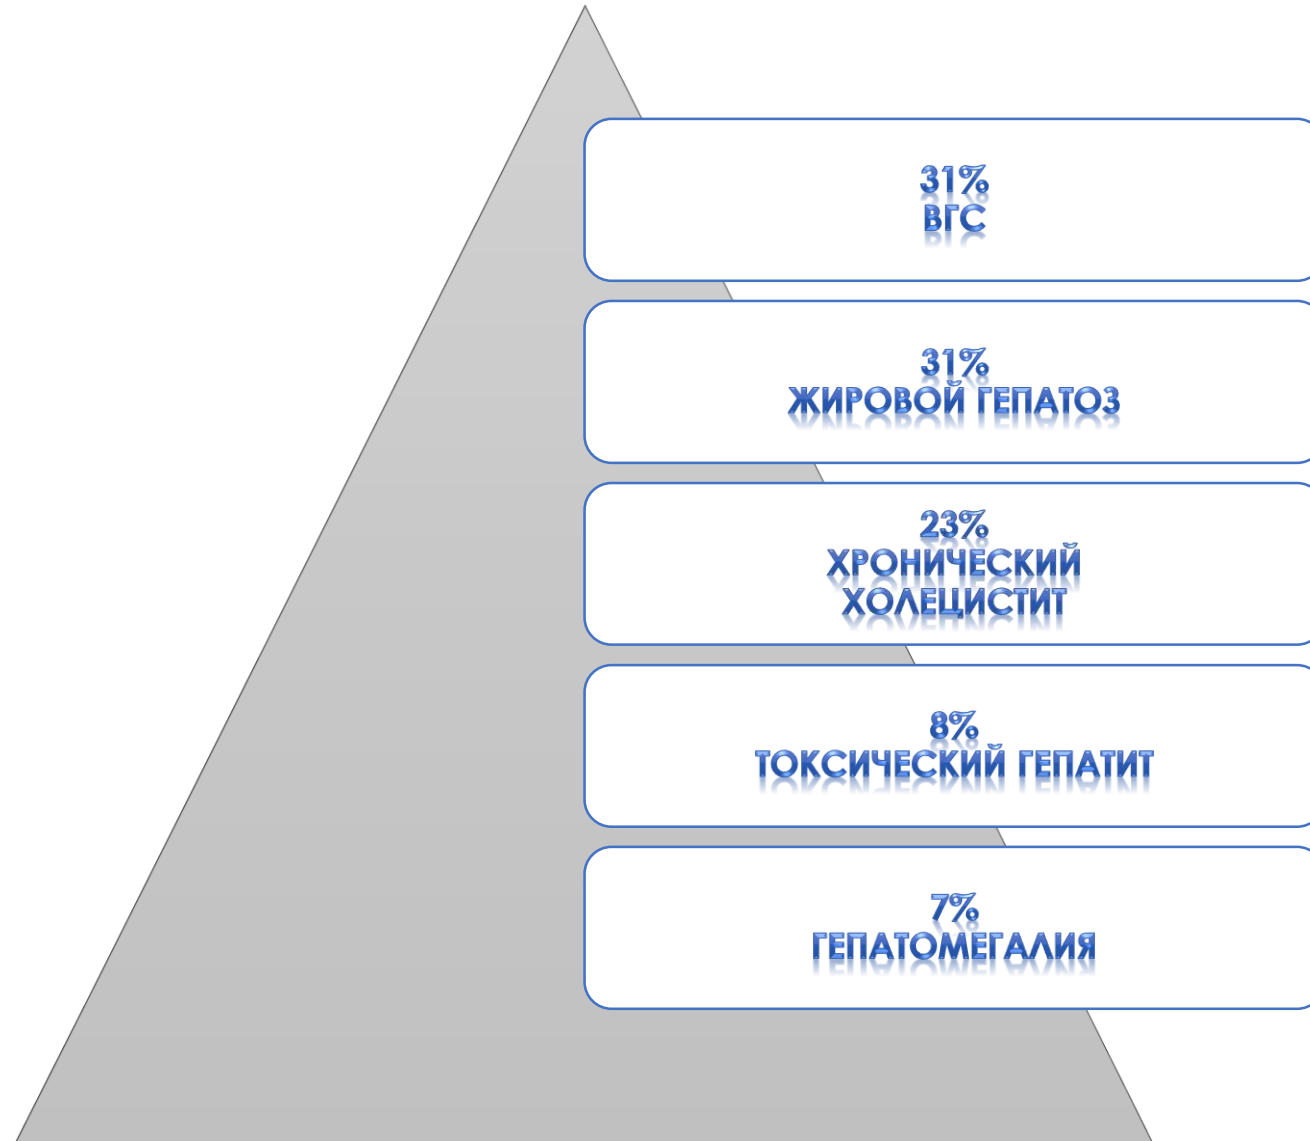 31%
ВГС
31%
ЖИРОВОЙ ГЕПАТОЗ
23%
ХРОНИЧЕСКИЙ
ХОЛЕЦИСТИТ
8%
ТОКСИЧЕСКИЙ ГЕПАТИТ
7%
ГЕПАТОМЕГАЛИЯ